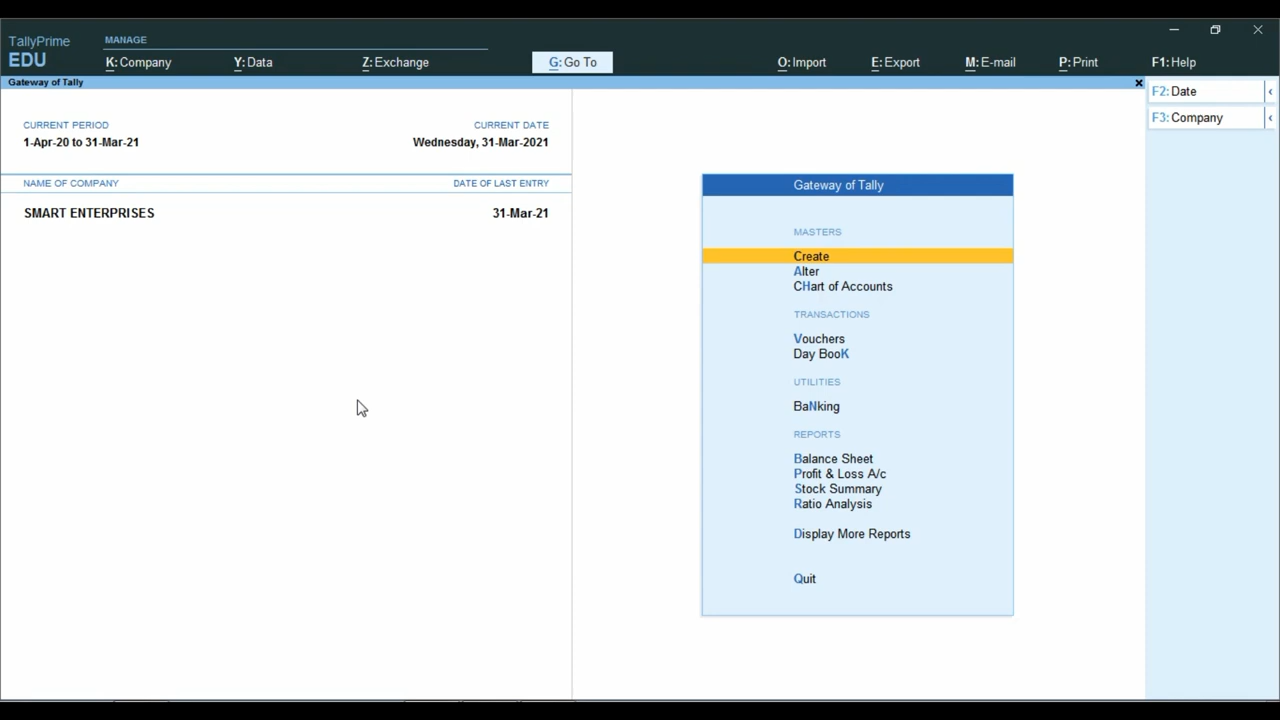 TallyPrime
EDU
MANAGE
K:Company
Y:Data
Z:Exchange
G:Go To
O:Import
E:Export
M:E-mail
P:Print
F1:Help
Gateway of Tally
F2:Date
F3:Company
CURRENT PERIOD
CURRENT DATE
1-Apr-20 to 31-Mar-21
Wednesday, 31-Mar-2021
NAME OF COMPANY
DATE OF LAST ENTRY
SMART ENTERPRISES
31-Mar-21
Gateway of Tally
MASTERS
Create
Alter
CHart of Accounts
TRANSACTIONS
Vouchers
Day BooK
UTILITIES
BaNking
REPORTS
Balance Sheet
Profit & Loss A/c
Stock Summary
Ratio Analysis
Display More Reports
Quit